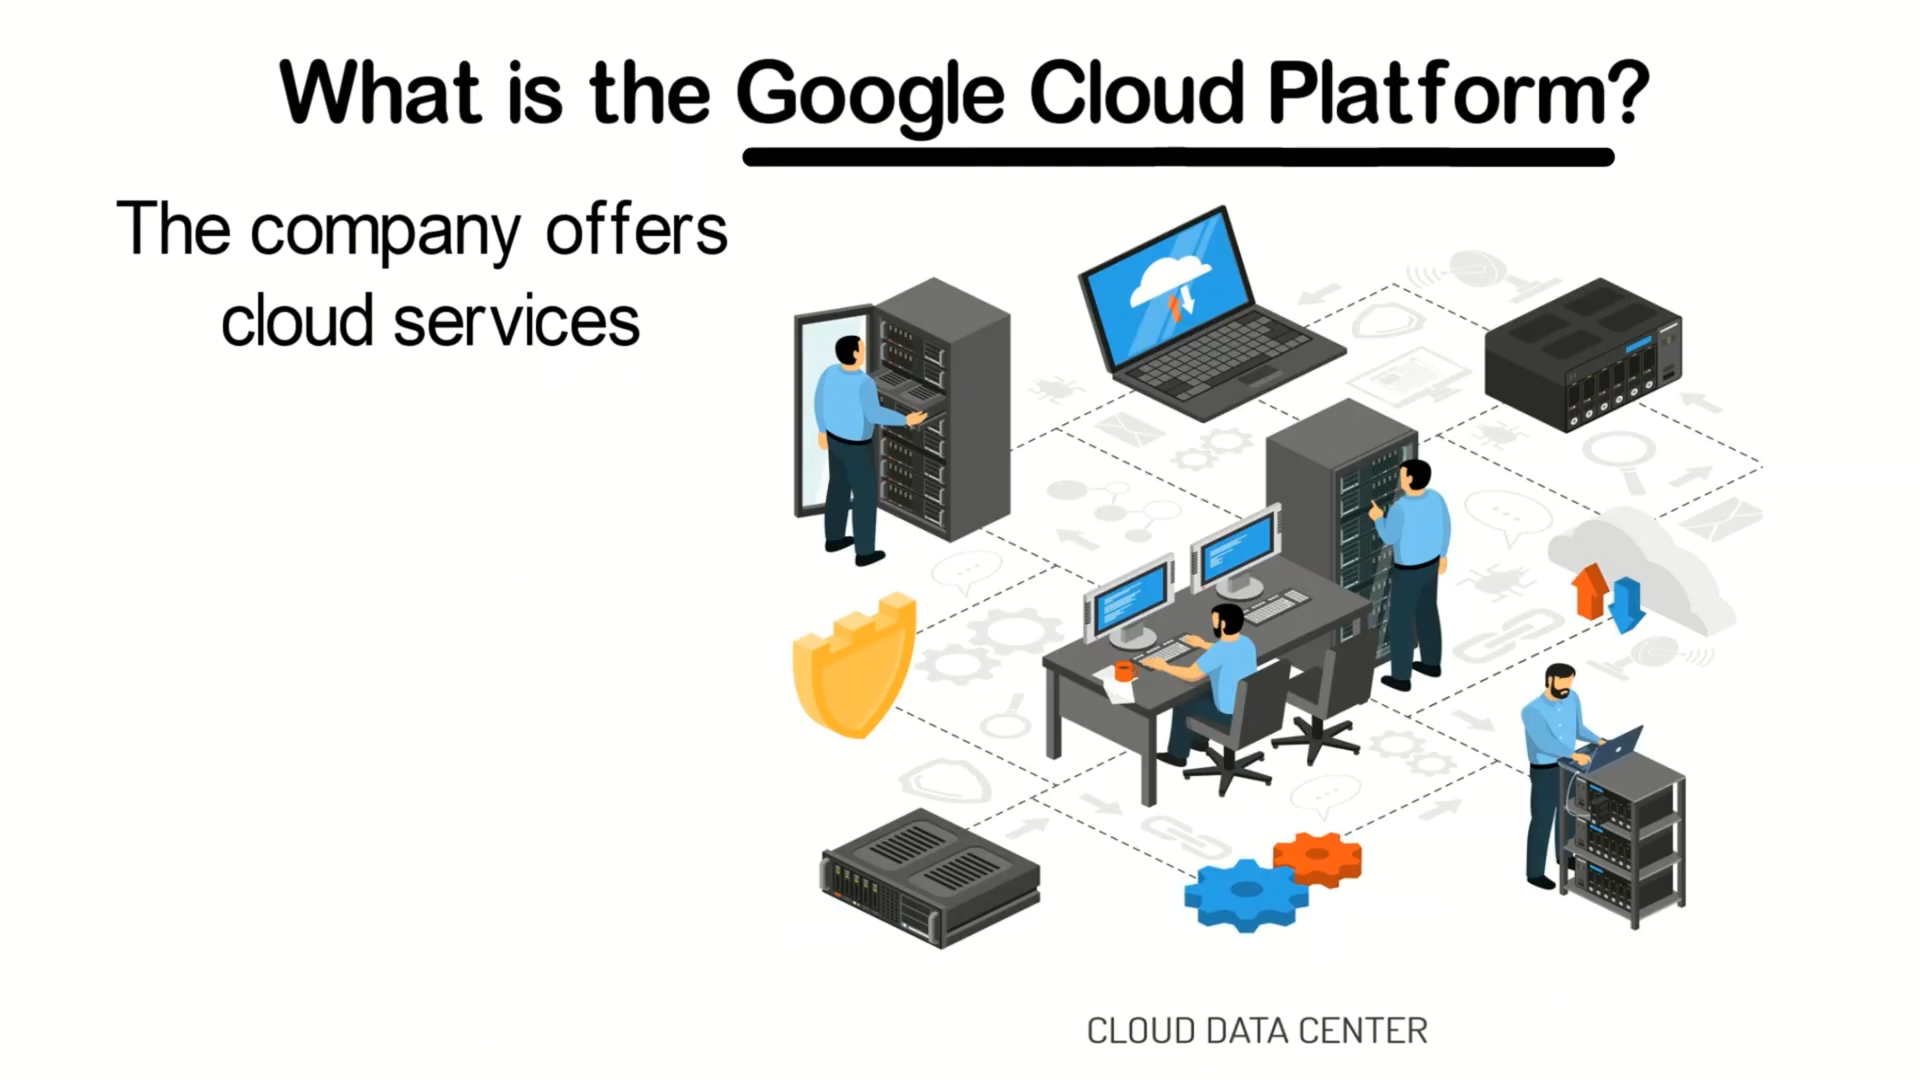 What is the Google Cloud Platform?
The company offers
cloud services
CLOUD DATA CENTER